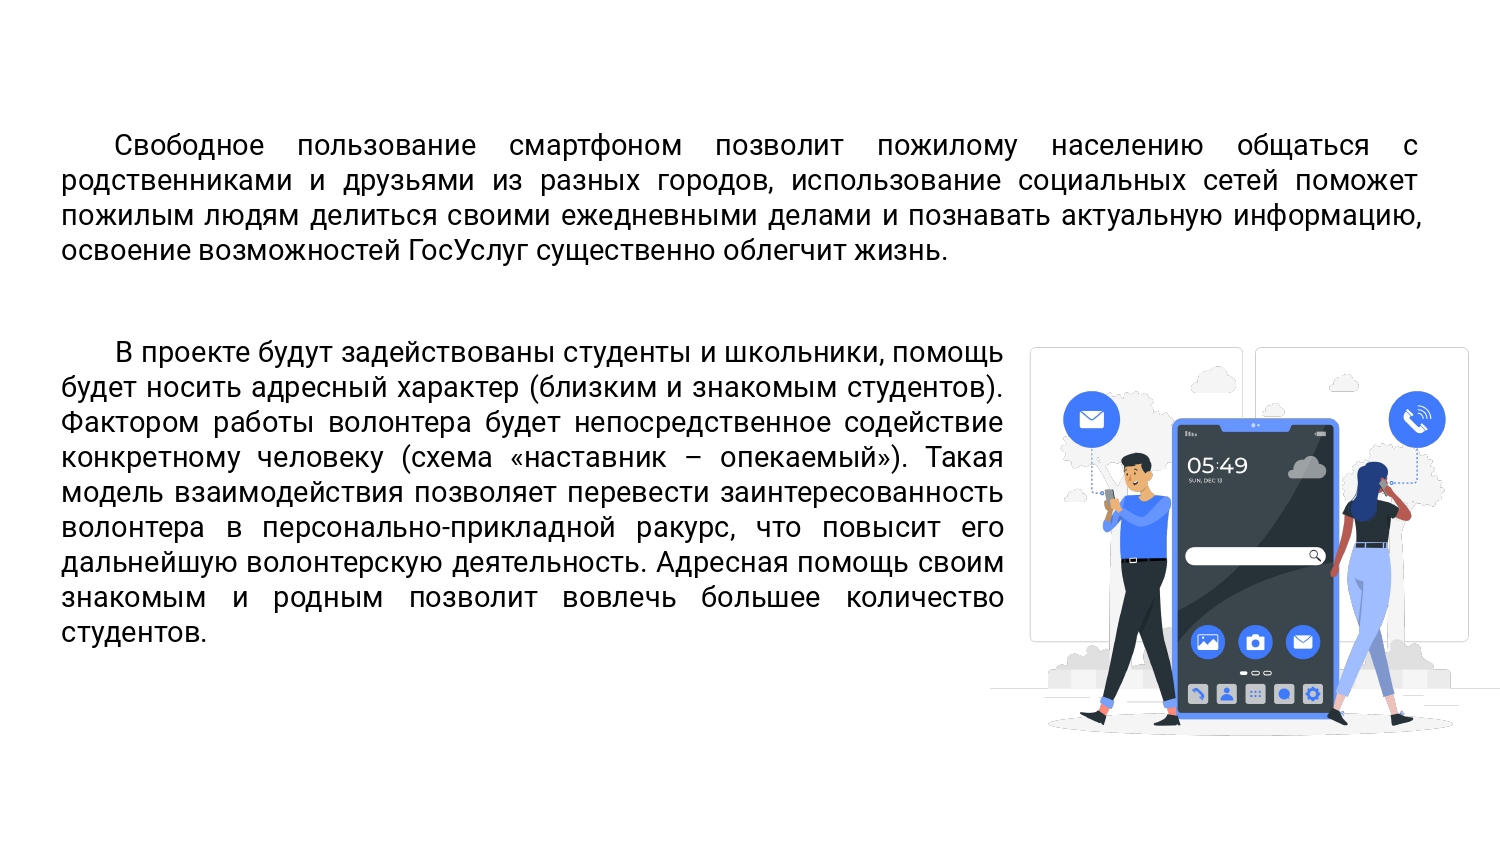 Свободное пользование смартфоном позволит пожилому населению общаться с
родственниками и друзьями из разных городов, использование социальных сетей поможет
пожилым людям делиться своими ежедневными делами и познавать актуальную информацию,
освоение возможностей ГосУслуг существенно облегчит жизнь.
В проекте будут задействованы студенты и школьники, помощь
будет носить адресный характер (близким и знакомым студентов).
Фактором работы волонтера будет непосредственное содействие
конкретному человеку (схема «наставник – опекаемый»). Такая
модель взаимодействия позволяет перевести заинтересованность
волонтера в персонально-прикладной ракурс, что повысит его
дальнейшую волонтерскую деятельность. Адресная помощь своим
знакомым и родным позволит вовлечь большее количество
студентов.
05:49
SUN, DEC 13